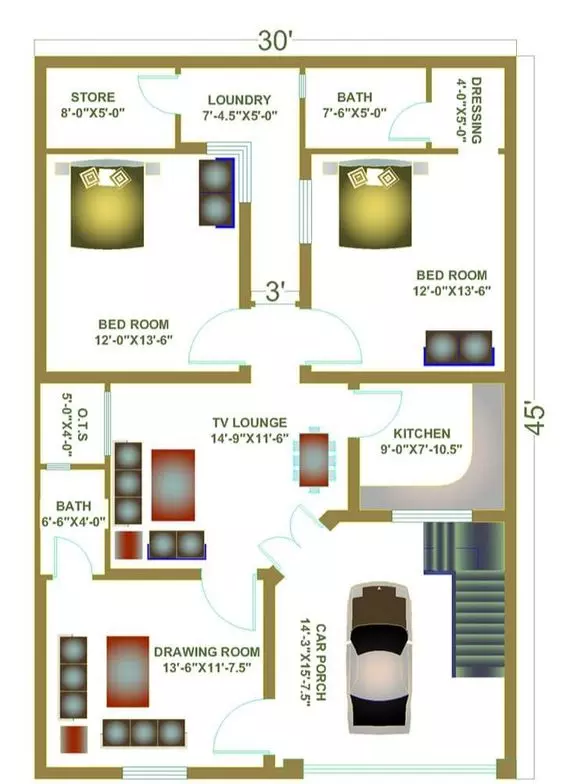 30'
STORE
8'-0"X5'-0"
LOUNDRY
7'-4.5"X5'-0"
BATH
7'-6"X5'-0"
DRESSING
4'-0"X5'-0"
BED ROOM
12'-0"X13'-6"
3'
BED ROOM
12'-0"X13'-6"
O.T.S
5'-0"X4'-0"
TV LOUNGE
14'-9"X11'-6"
KITCHEN
9'-0"X7'-10.5"
45'
BATH
6'-6"X4'-0"
DRAWING ROOM
13'-6"X11'-7.5"
CAR PORCH
14'-3"X15'-7.5"